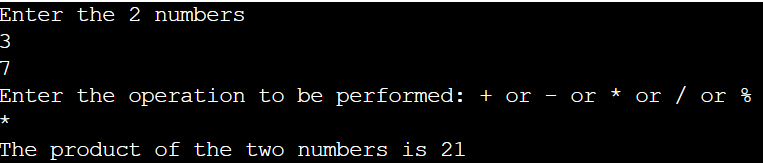 Enter the 2 numbers
3
7
Enter the operation to be performed: + or - or * or / or %
*
The product of the two numbers is 21